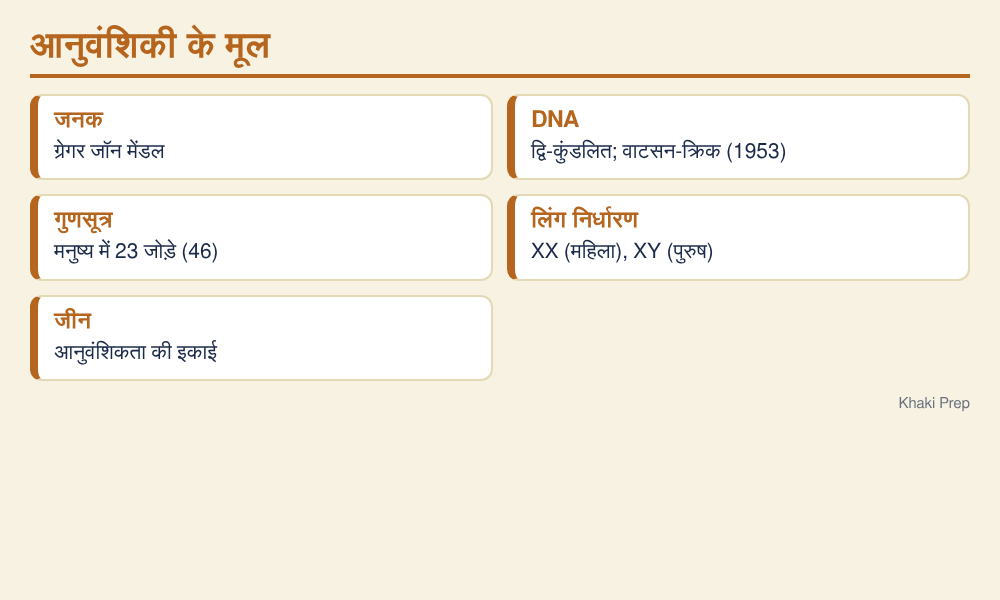 आनुवंशिकी के मूल
जनक
ग्रेगर जॉन मेंडल
DNA
द्वि-कुंडलित; वाटसन-क्रिक (1953)
गुणसूत्र
मनुष्य में 23 जोड़े (46)
लिंग निर्धारण
XX (महिला), XY (पुरुष)
जीन
आनुवंशिकता की इकाई
Khaki Prep